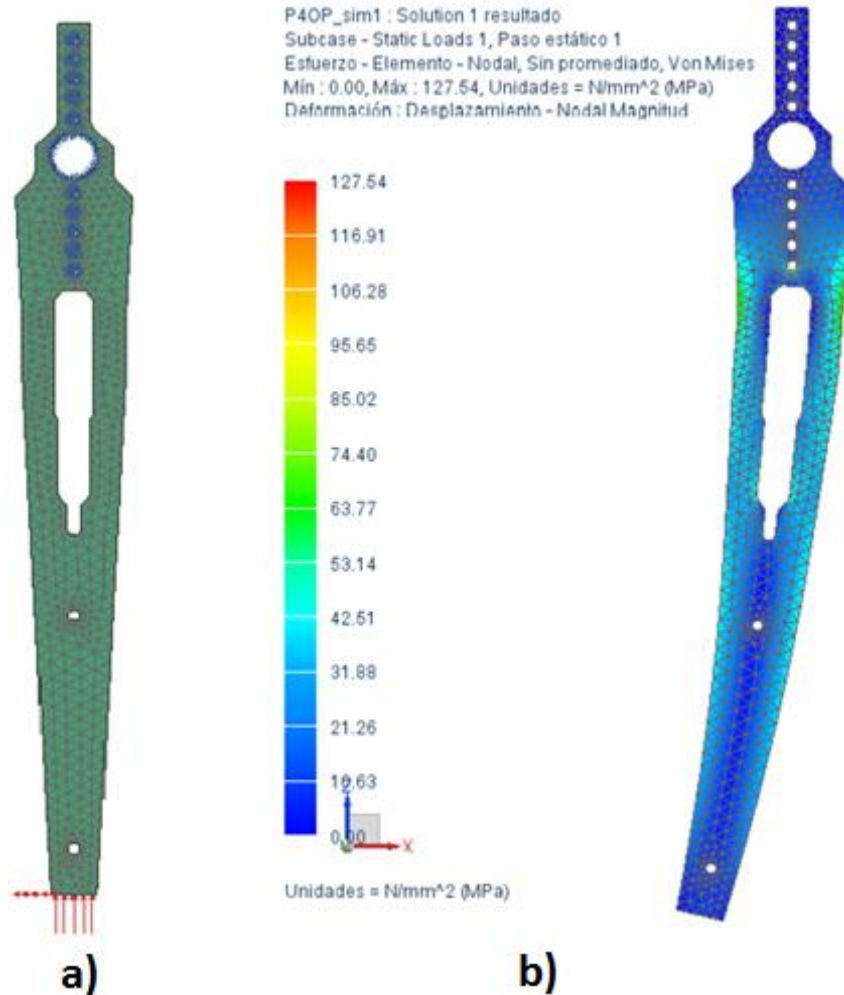 P4OP_sim1 : Solution 1 resultado
Subcase - Static Loads 1, Paso estático 1
Esfuerzo - Elemento - Nodal, Sin promediado, Von Mises
Mín : 0.00, Máx : 127.54, Unidades = N/mm^2 (MPa)
Deformación : Desplazamiento - Nodal Magnitud
127.54
116.91
106.28
95.65
85.02
74.40
63.77
53.14
42.51
31.88
21.26
10.63
0.00
X
Unidades = N/mm^2 (MPa)
a)
b)